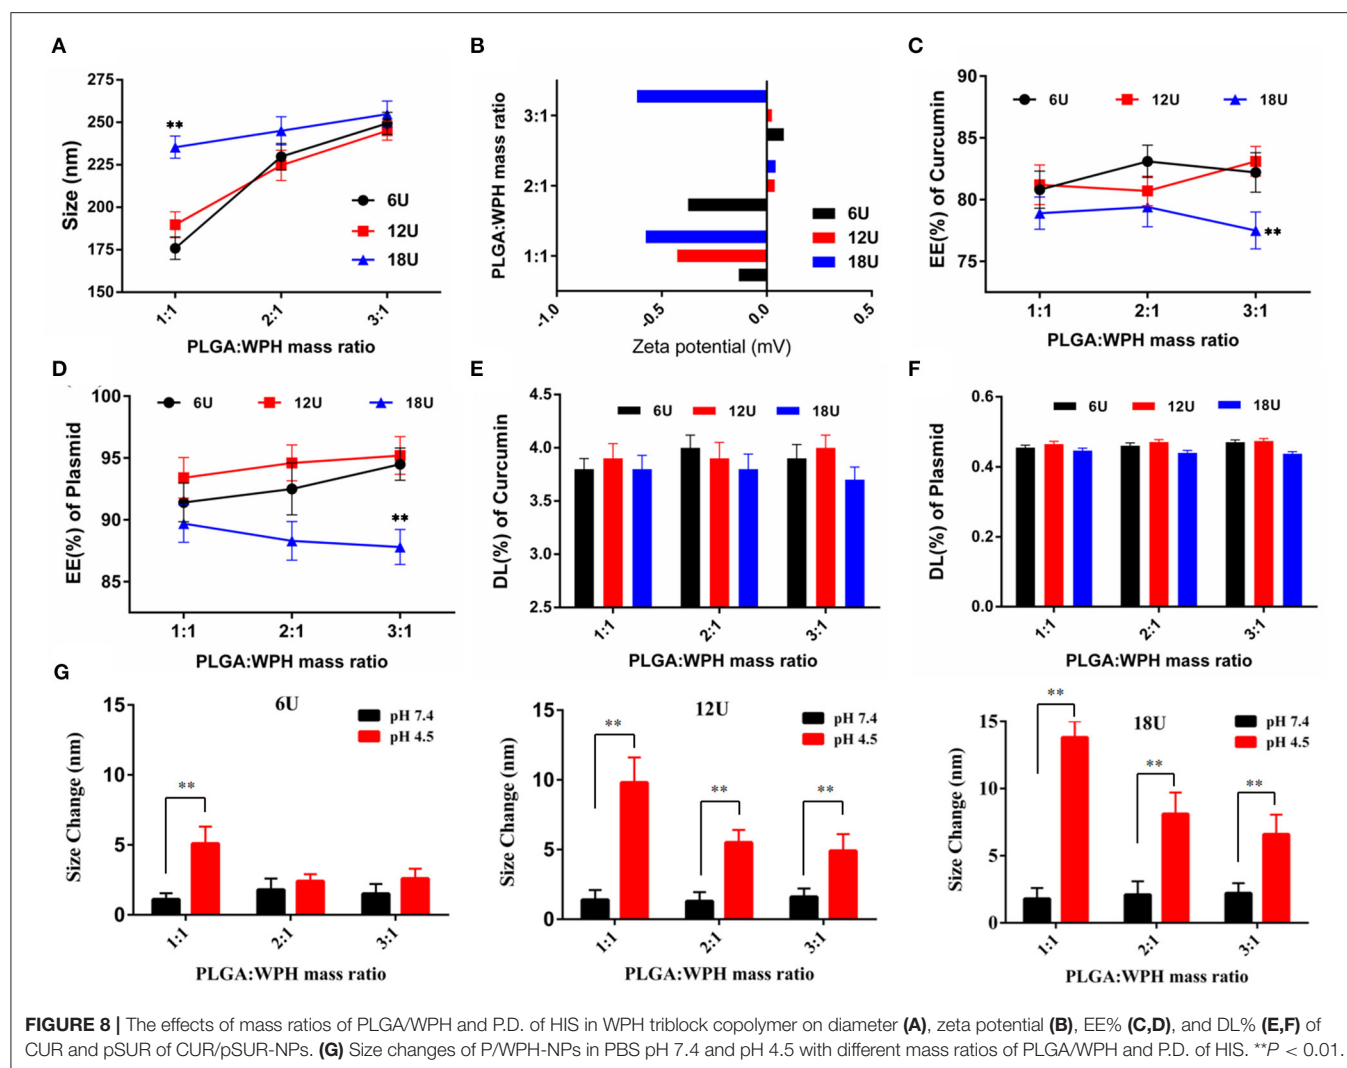 A
275
250
225
200
175
150
Size (nm)
**
6U
12U
18U
1:1
2:1
3:1
PLGA:WPH mass ratio
B
PLGA:WPH mass ratio
3:1
2:1
1:1
6U
12U
18U
-1.0
-0.5
0.0
0.5
Zeta potential (mV)
C
90
85
80
75
EE(%) of Curcumin
6U
12U
18U
**
1:1
2:1
3:1
PLGA:WPH mass ratio
D
100
95
90
85
EE(%) of Plasmid
6U
12U
18U
**
1:1
2:1
3:1
PLGA:WPH mass ratio
E
4.5
4.0
3.5
3.0
2.5
DL(%) of Curcumin
6U
12U
18U
1:1
2:1
3:1
PLGA:WPH mass ratio
F
0.6
0.4
0.2
0.0
DL(%) of Plasmid
6U
12U
18U
1:1
2:1
3:1
PLGA:WPH mass ratio
G
6U
15
10
5
0
Size Change (nm)
pH 7.4
pH 4.5
**
1:1
2:1
3:1
PLGA:WPH mass ratio
12U
15
10
5
0
Size Change (nm)
pH 7.4
pH 4.5
**
**
**
1:1
2:1
3:1
PLGA:WPH mass ratio
18U
15
10
5
0
Size Change (nm)
pH 7.4
pH 4.5
**
**
**
1:1
2:1
3:1
PLGA:WPH mass ratio
FIGURE 8 | The effects of mass ratios of PLGA/WPH and P.D. of HIS in WPH triblock copolymer on diameter (A), zeta potential (B), EE% (C,D), and DL% (E,F) of
CUR and pSUR of CUR/pSUR-NPs. (G) Size changes of P/WPH-NPs in PBS pH 7.4 and pH 4.5 with different mass ratios of PLGA/WPH and P.D. of HIS. **P < 0.01.